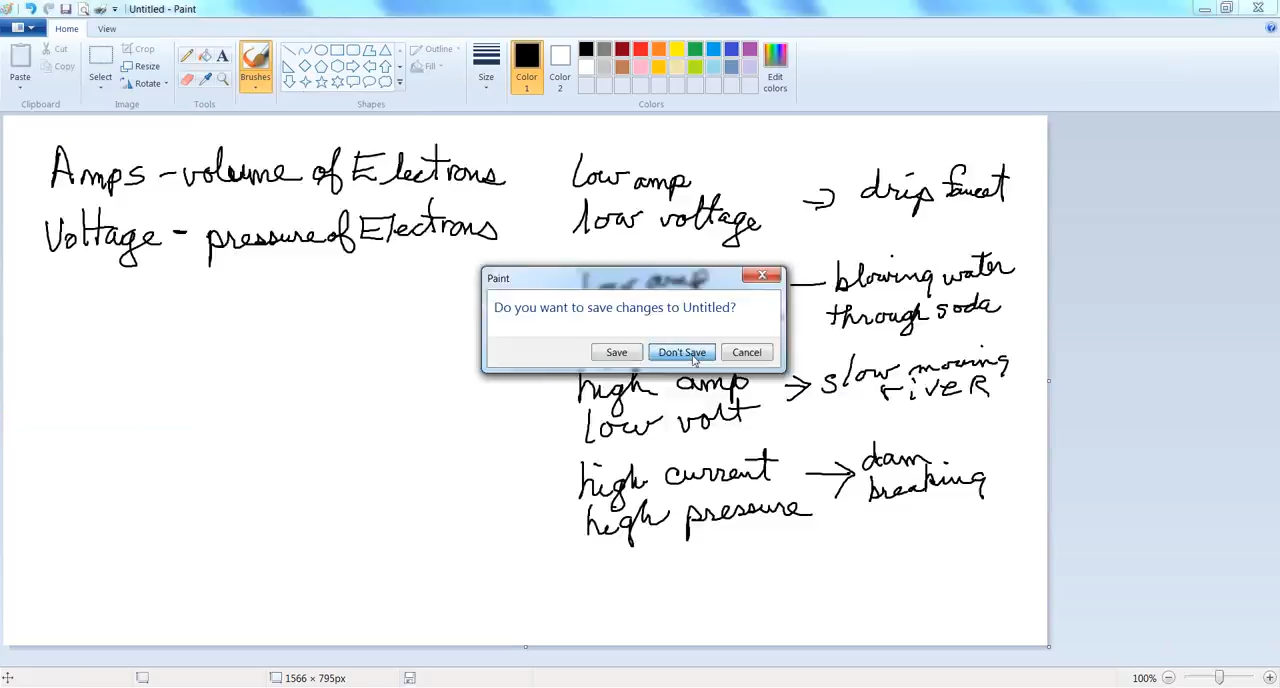 Untitled - Paint
Home
View
Paste
Cut
Copy
Clipboard
Select
Crop
Resize
Rotate
Image
A
Tools
Brushes
Shapes
Outline
Fill
Size
Color
1
Color
2
Edit
colors
Colors
Amps - volume of Electrons
Voltage - pressure of Electrons
low amp
low voltage
drip faucet
low amp
blowing water
through soda
high amp
low volt
slow moving
riveR
high current
high pressure
dam
breaking
Paint
Do you want to save changes to Untitled?
Save
Don't Save
Cancel
1566 × 795px
100%